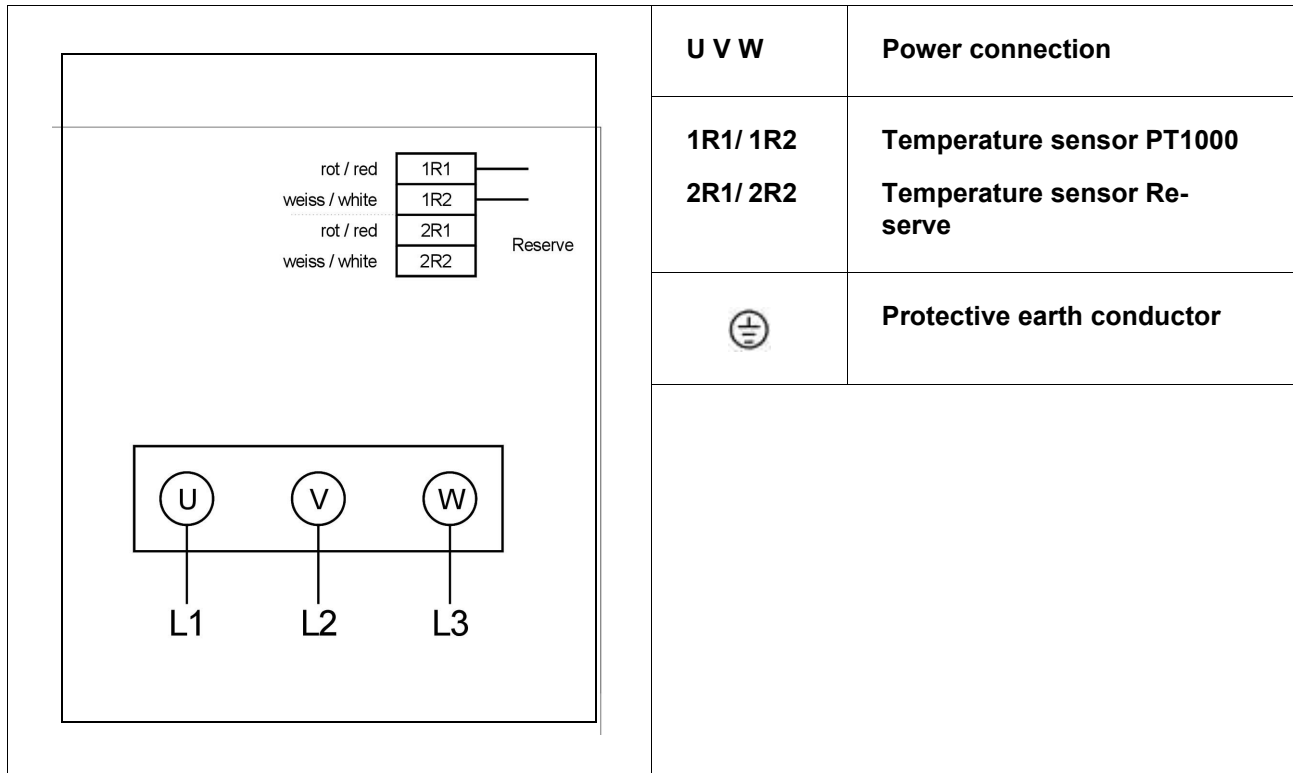 rot / red 1R1
weiss / white 1R2
rot / red 2R1
weiss / white 2R2
Reserve
U V W
L1 L2 L3
U V W Power connection
1R1/ 1R2 Temperature sensor PT1000
2R1/ 2R2 Temperature sensor Re-
serve
Protective earth conductor